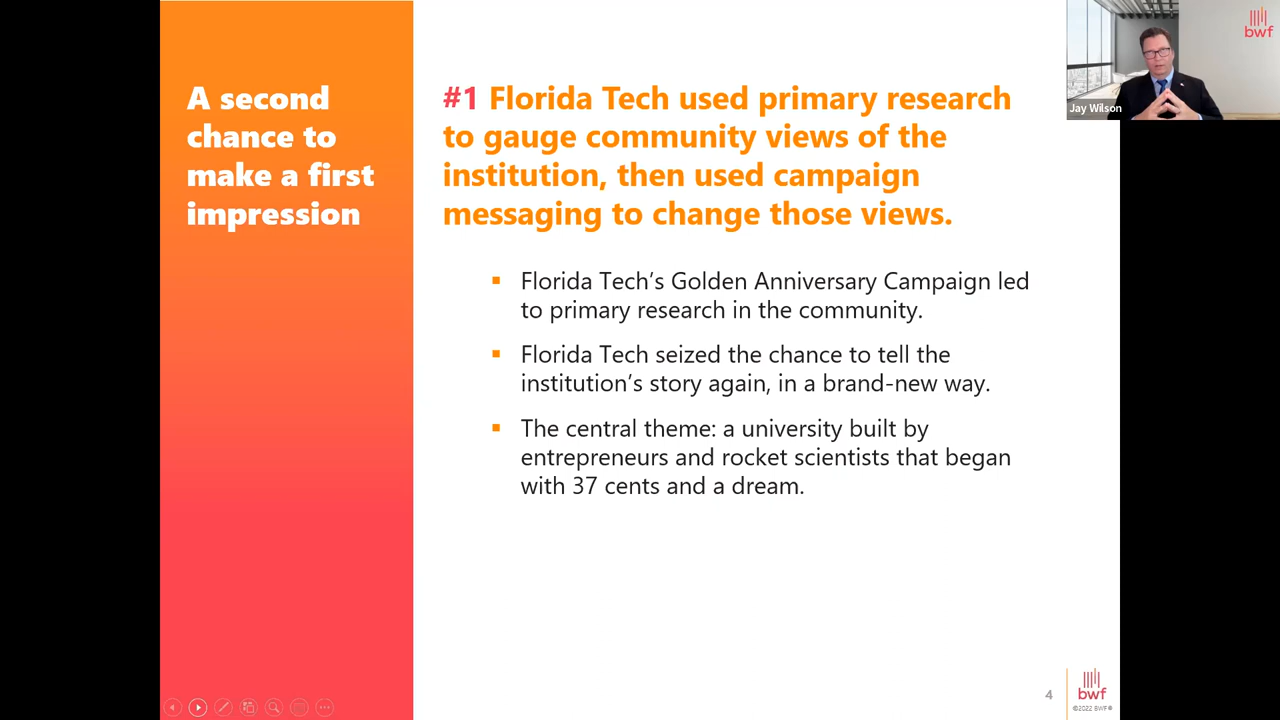 A second
chance to
make a first
impression
#1 Florida Tech used primary research
to gauge community views of the
institution, then used campaign
messaging to change those views.
▪ Florida Tech’s Golden Anniversary Campaign led
to primary research in the community.
▪ Florida Tech seized the chance to tell the
institution’s story again, in a brand-new way.
▪ The central theme: a university built by
entrepreneurs and rocket scientists that began
with 37 cents and a dream.
bwf
Jay Wilson
4
bwf
©2022 BWF®